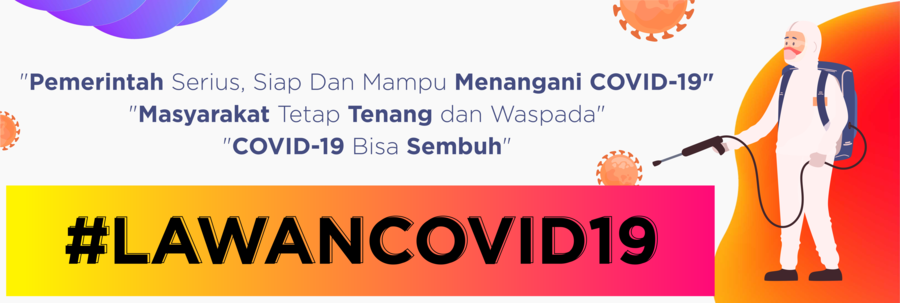 "Pemerintah Serius, Siap Dan Mampu Menangani COVID-19"
"Masyarakat Tetap Tenang dan Waspada"
"COVID-19 Bisa Sembuh"
#LAWANCOVID19